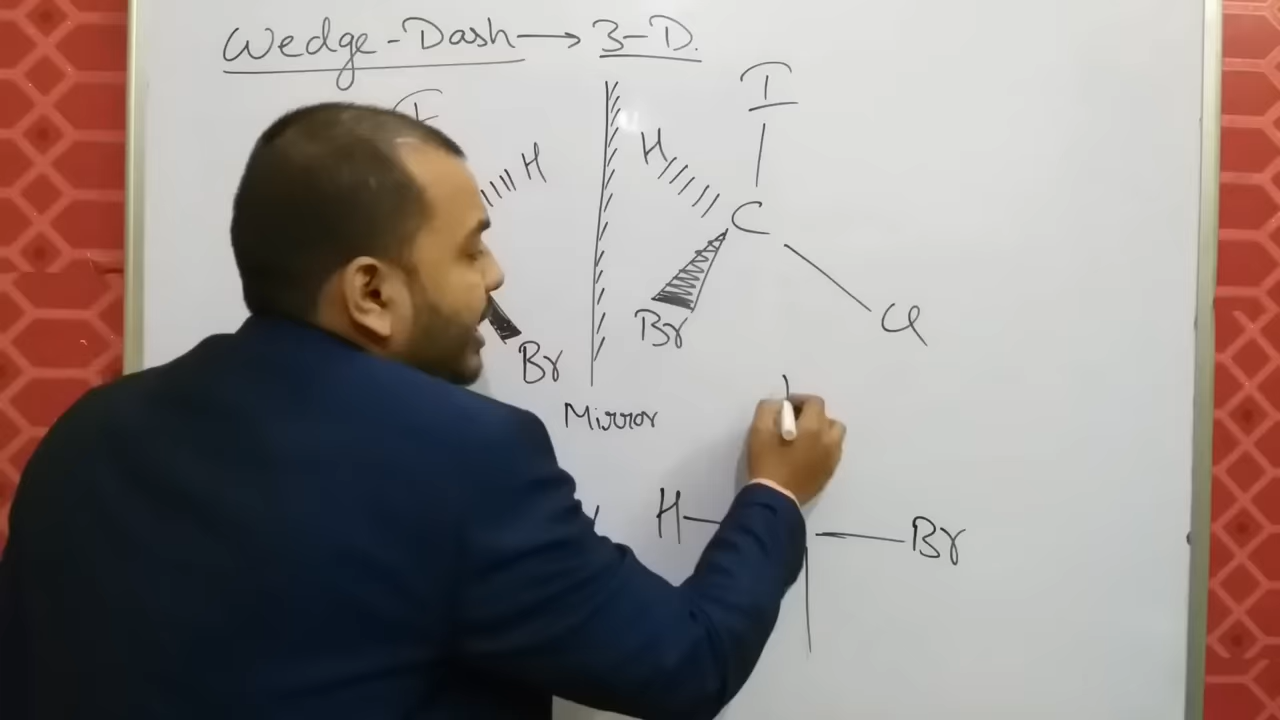 Wedge-Dash → 3-D.
I
H
C
Br
Cl
H
Br
Mirror
H
Br